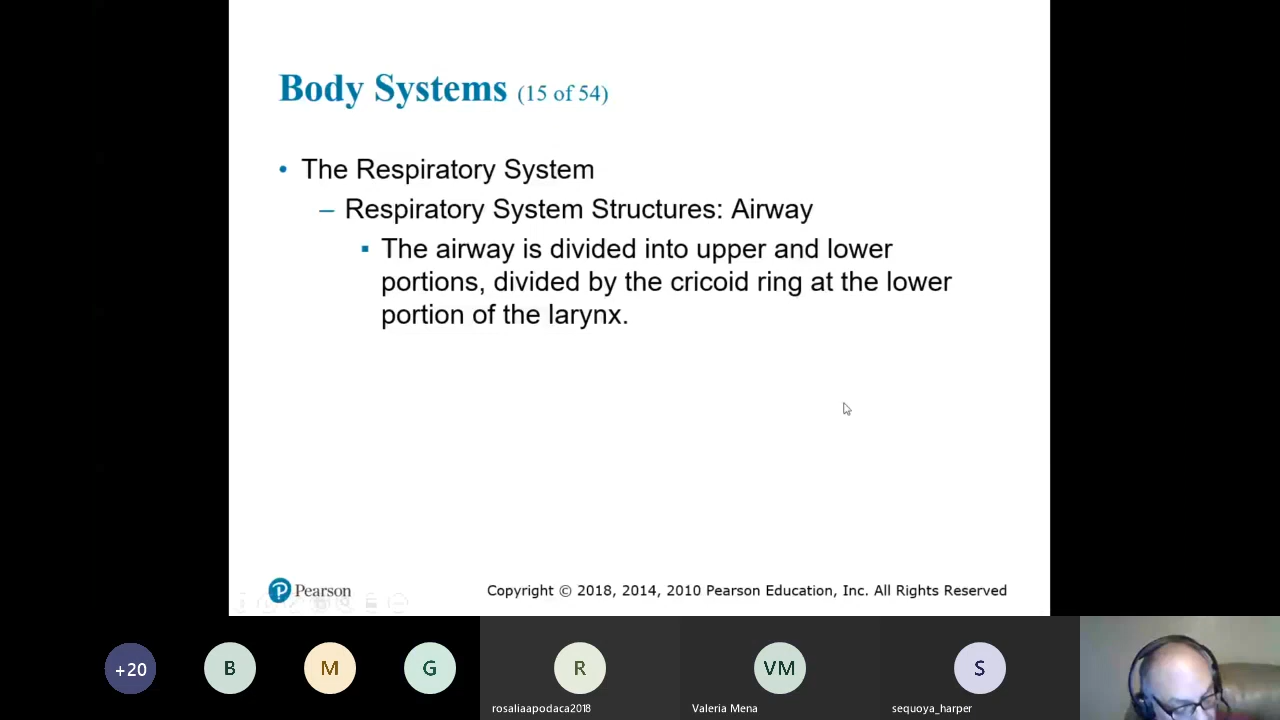 Body Systems (15 of 54)
• The Respiratory System
– Respiratory System Structures: Airway
▪ The airway is divided into upper and lower
portions, divided by the cricoid ring at the lower
portion of the larynx.
Pearson
Copyright © 2018, 2014, 2010 Pearson Education, Inc. All Rights Reserved
+20
B
M
G
R
VM
S
rosaliaapodaca2018
Valeria Mena
sequoya_harper